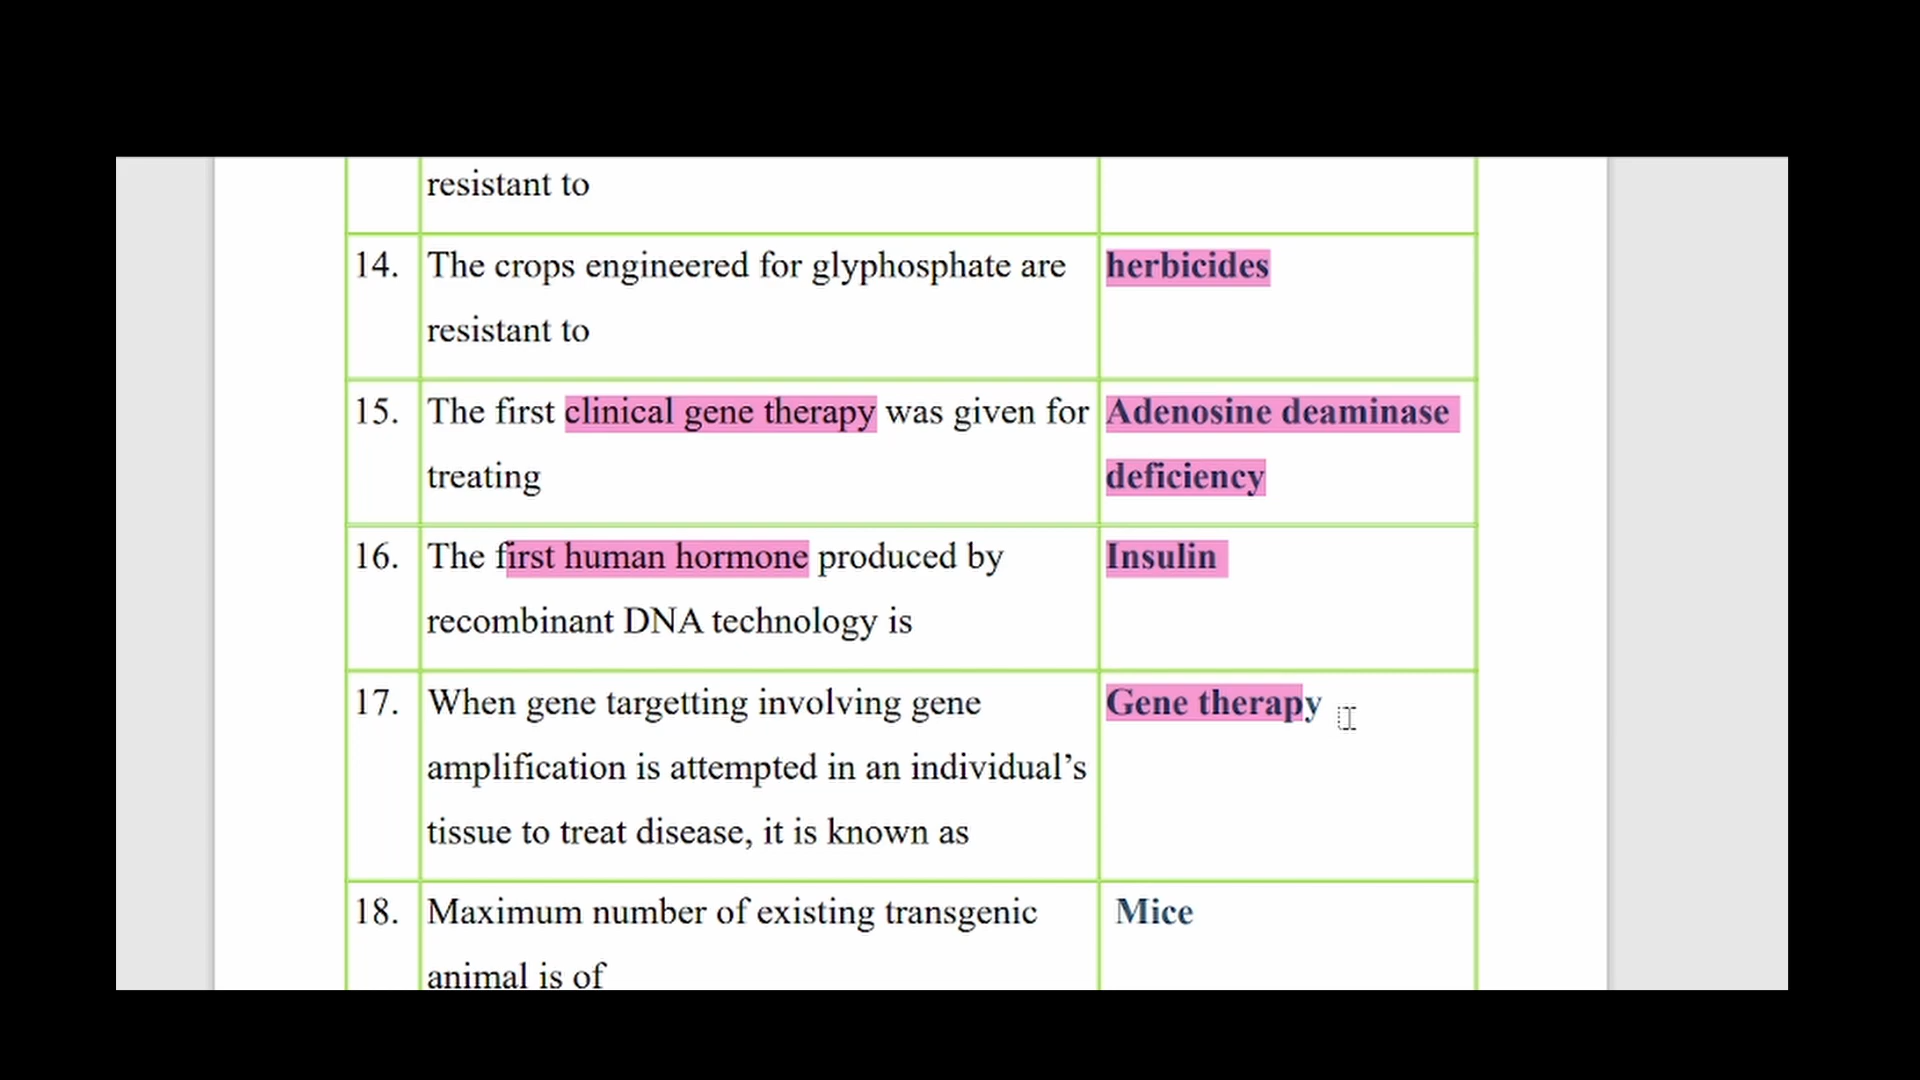 resistant to
14. The crops engineered for glyphosphate are herbicides
resistant to
15. The first clinical gene therapy was given for Adenosine deaminase
treating deficiency
16. The first human hormone produced by Insulin
recombinant DNA technology is
17. When gene targetting involving gene Gene therapy
amplification is attempted in an individual’s
tissue to treat disease, it is known as
18. Maximum number of existing transgenic Mice
animal is of